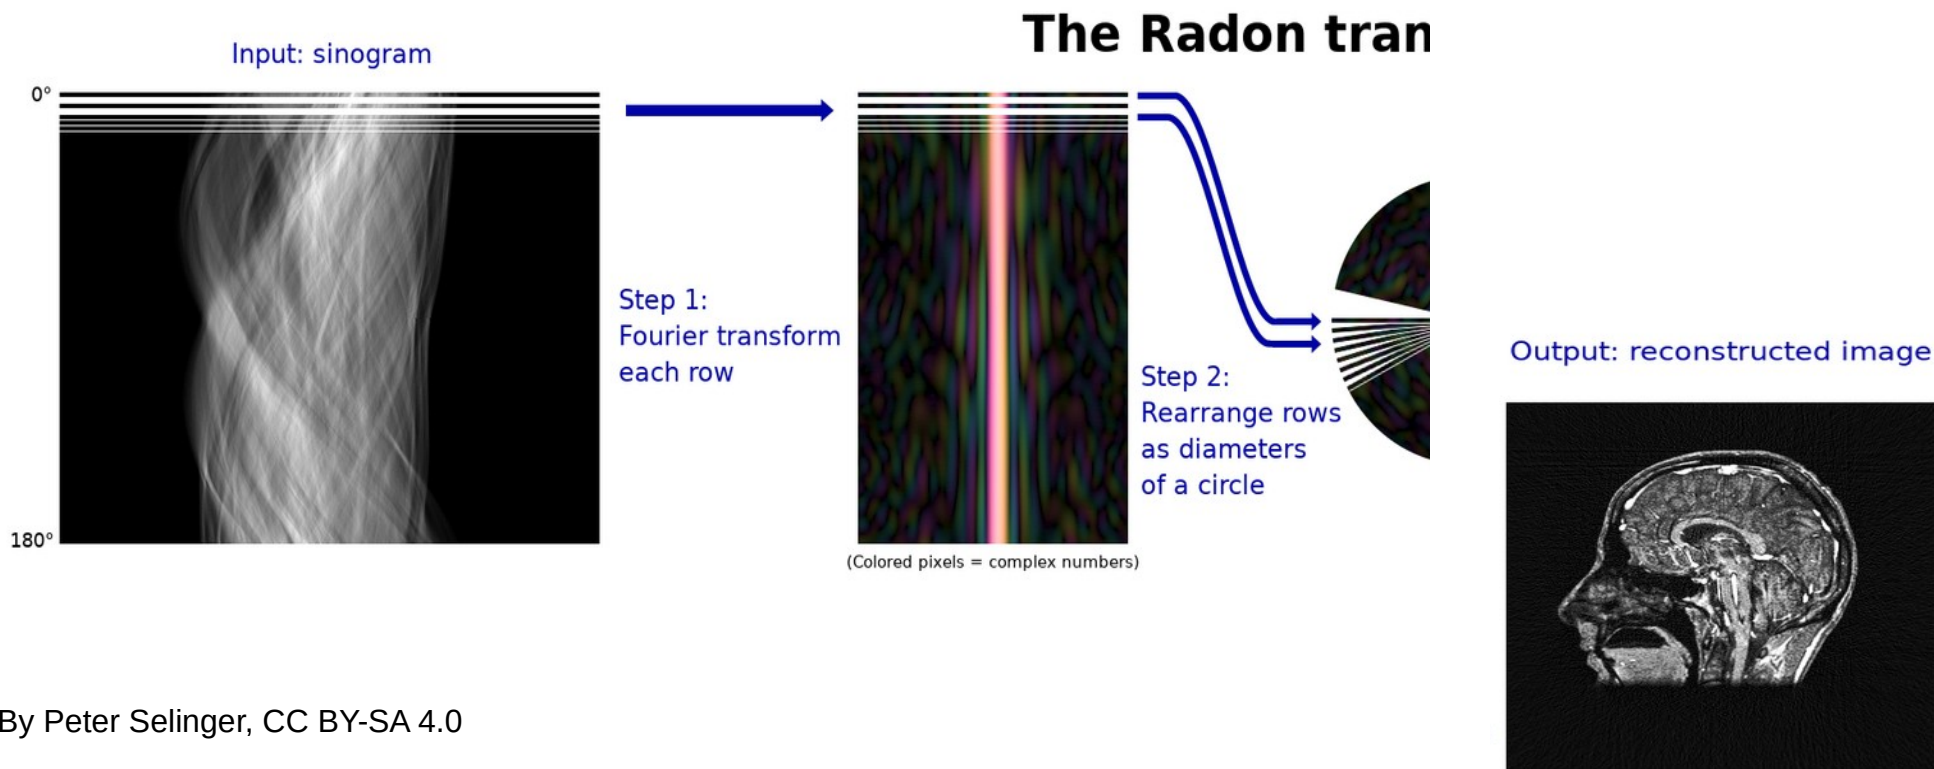 The Radon tran
Input: sinogram
0°
180°
Step 1:
Fourier transform
each row
(Colored pixels = complex numbers)
Step 2:
Rearrange rows
as diameters
of a circle
Output: reconstructed image
By Peter Selinger, CC BY-SA 4.0